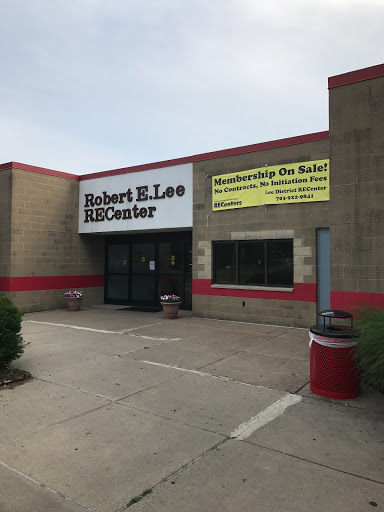 Robert E. Lee
RECenter
Membership On Sale!
No Contracts, No Initiation Fees
Lee District RECenter
RECenters
703-922-9841